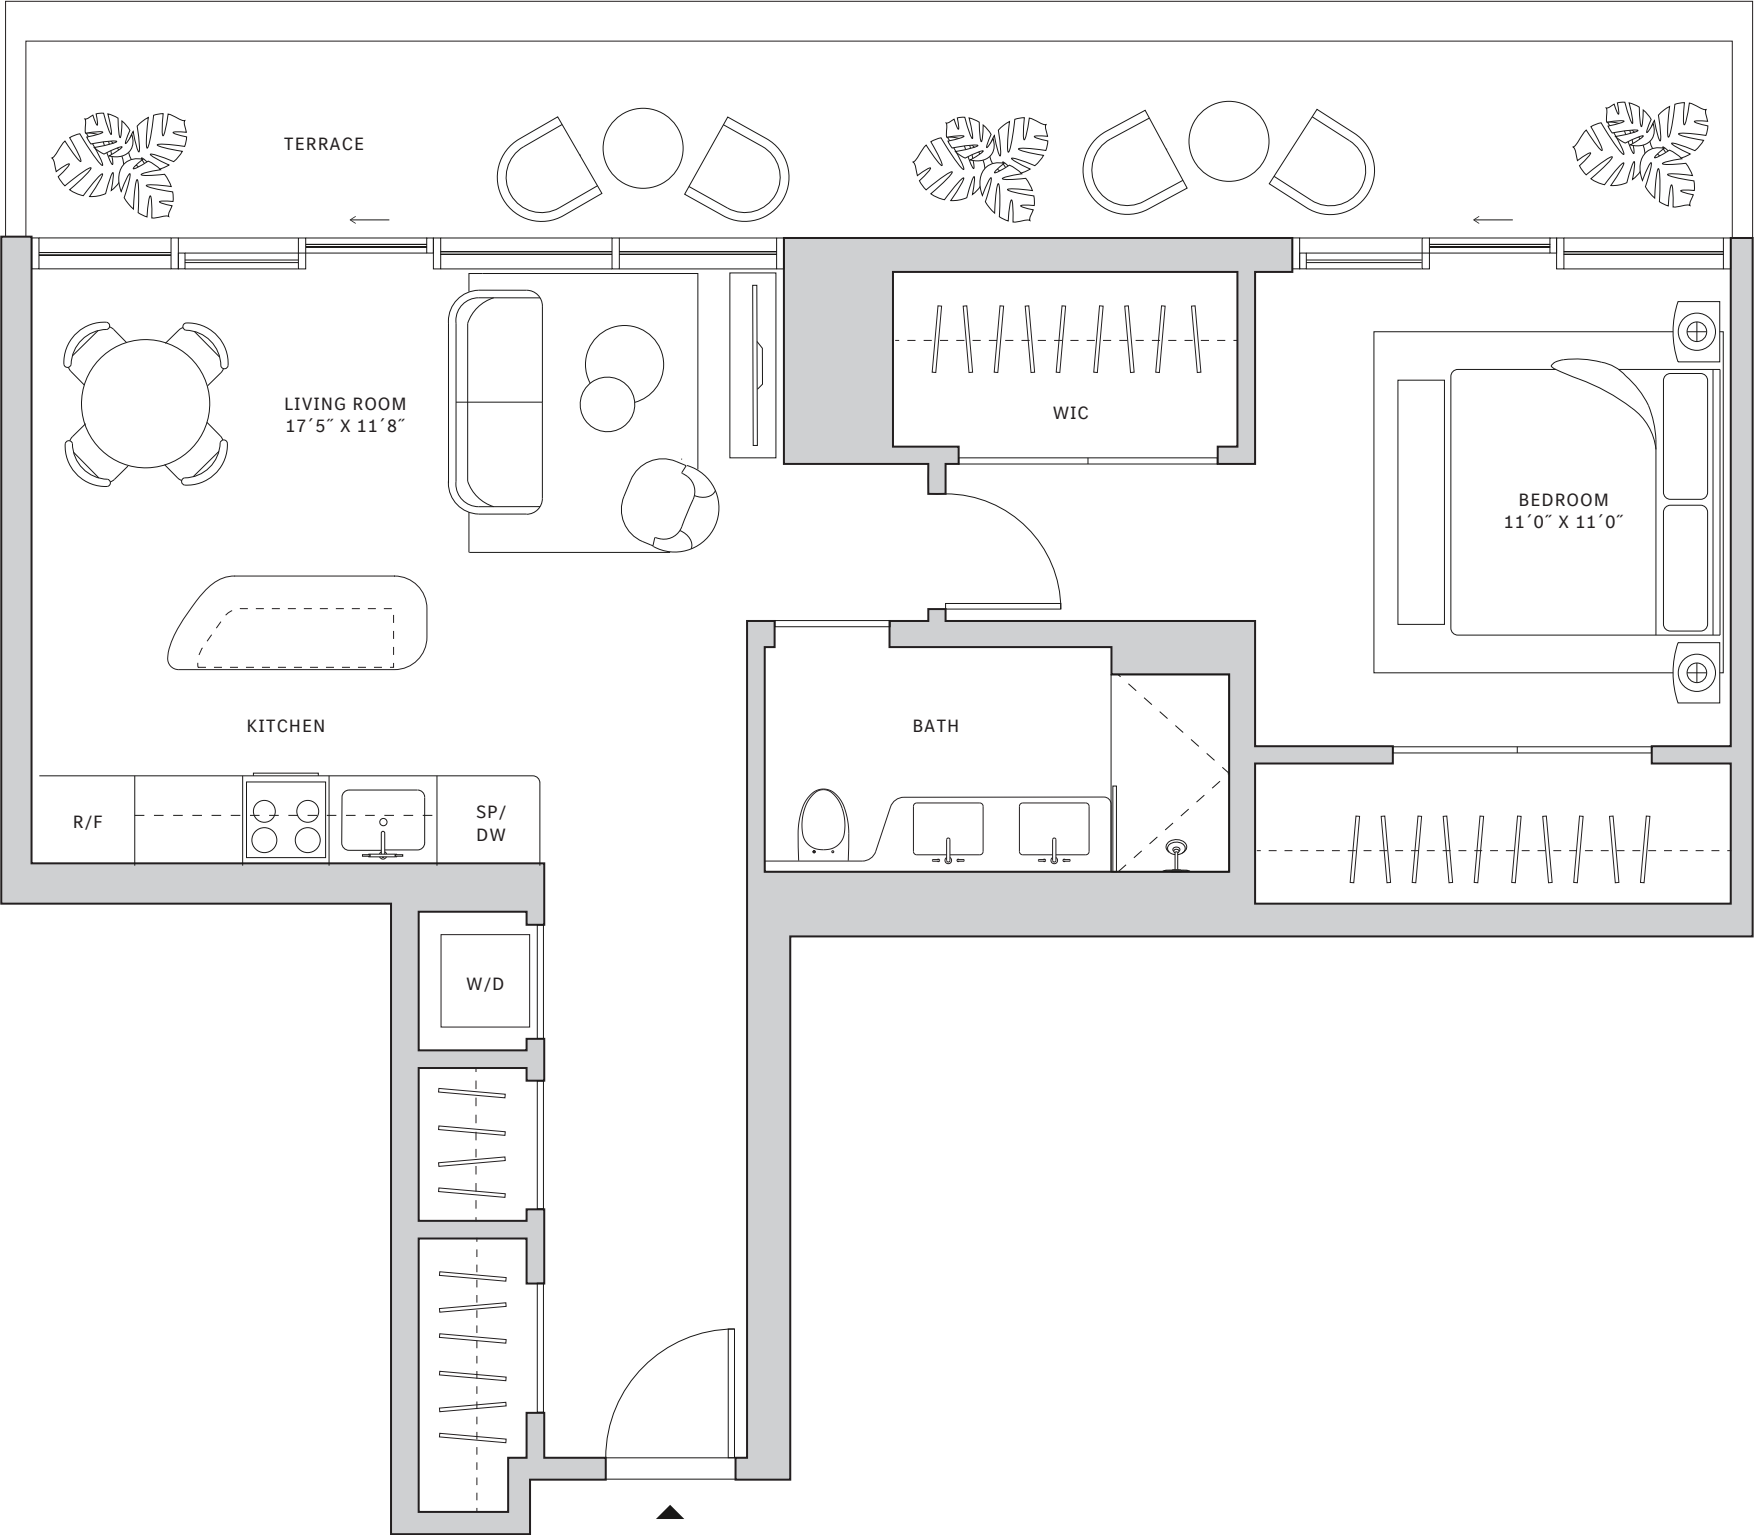 TERRACE
LIVING ROOM
17´5˝ X 11´8˝
WIC
BEDROOM
11´0˝ X 11´0˝
KITCHEN
BATH
R/F
SP/
DW
W/D